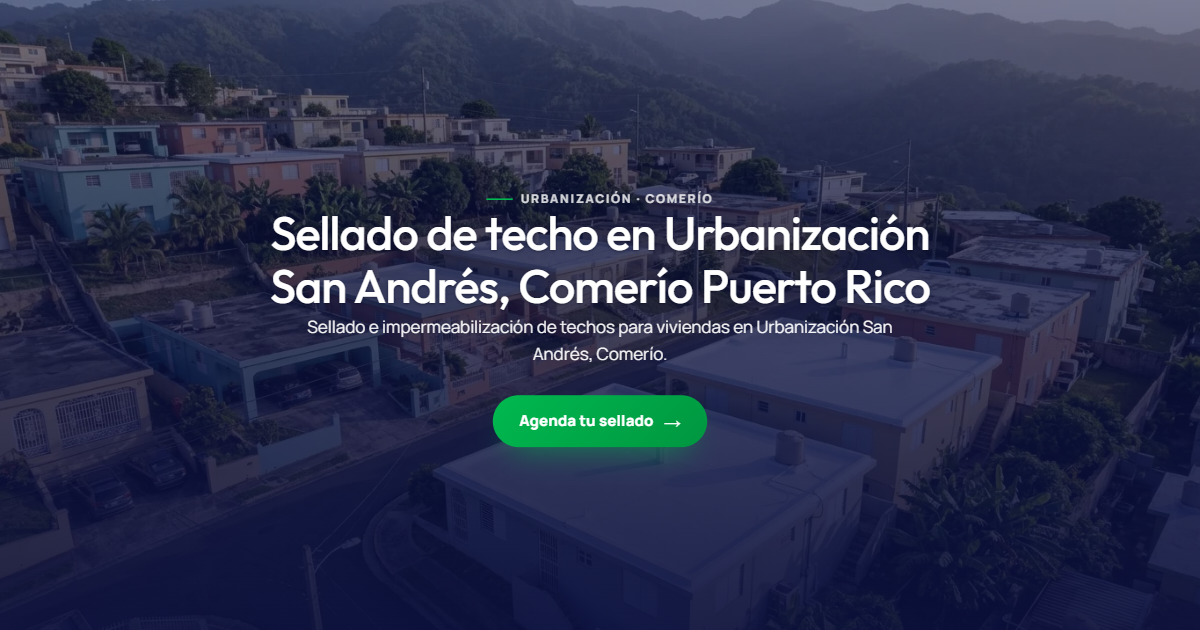 URBANIZACIÓN · COMERÍO
Sellado de techo en Urbanización
San Andrés, Comerío Puerto Rico
Sellado e impermeabilización de techos para viviendas en Urbanización San
Andrés, Comerío.
Agenda tu sellado →